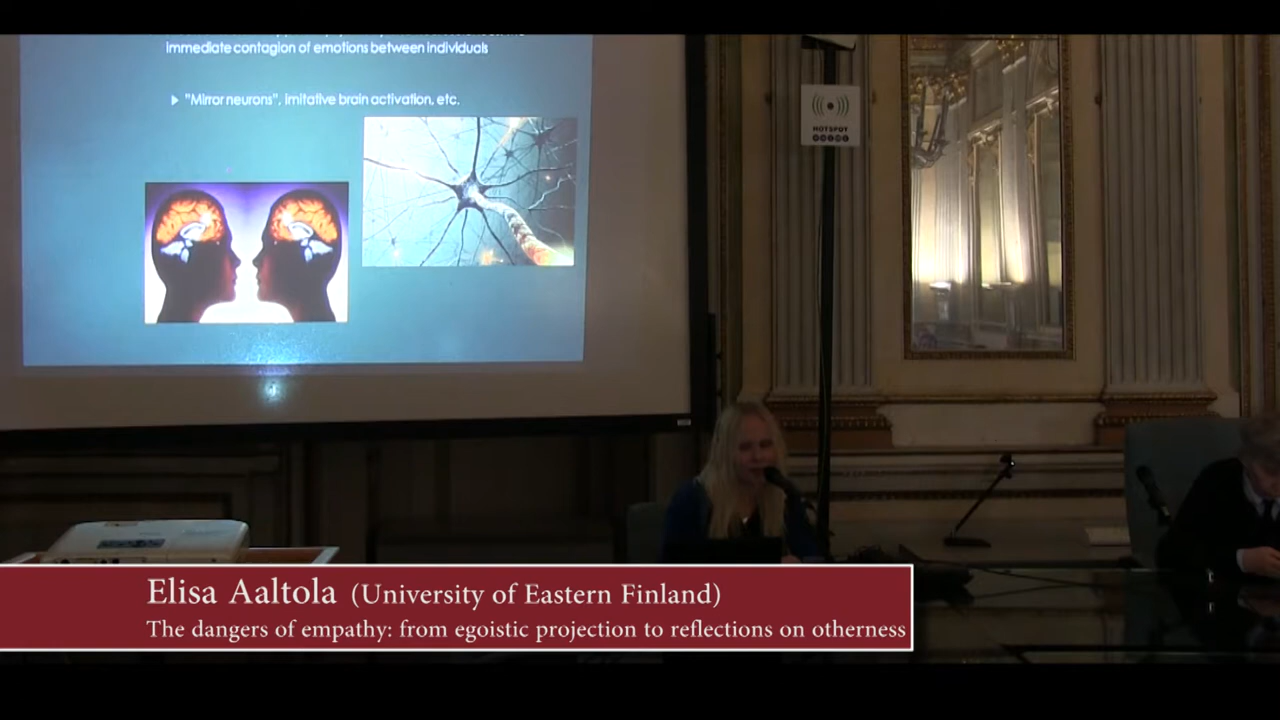 immediate contagion of emotions between individuals
"Mirror neurons", imitative brain activation, etc.
HOTSPOT
Elisa Aaltola (University of Eastern Finland)
The dangers of empathy: from egoistic projection to reflections on otherness